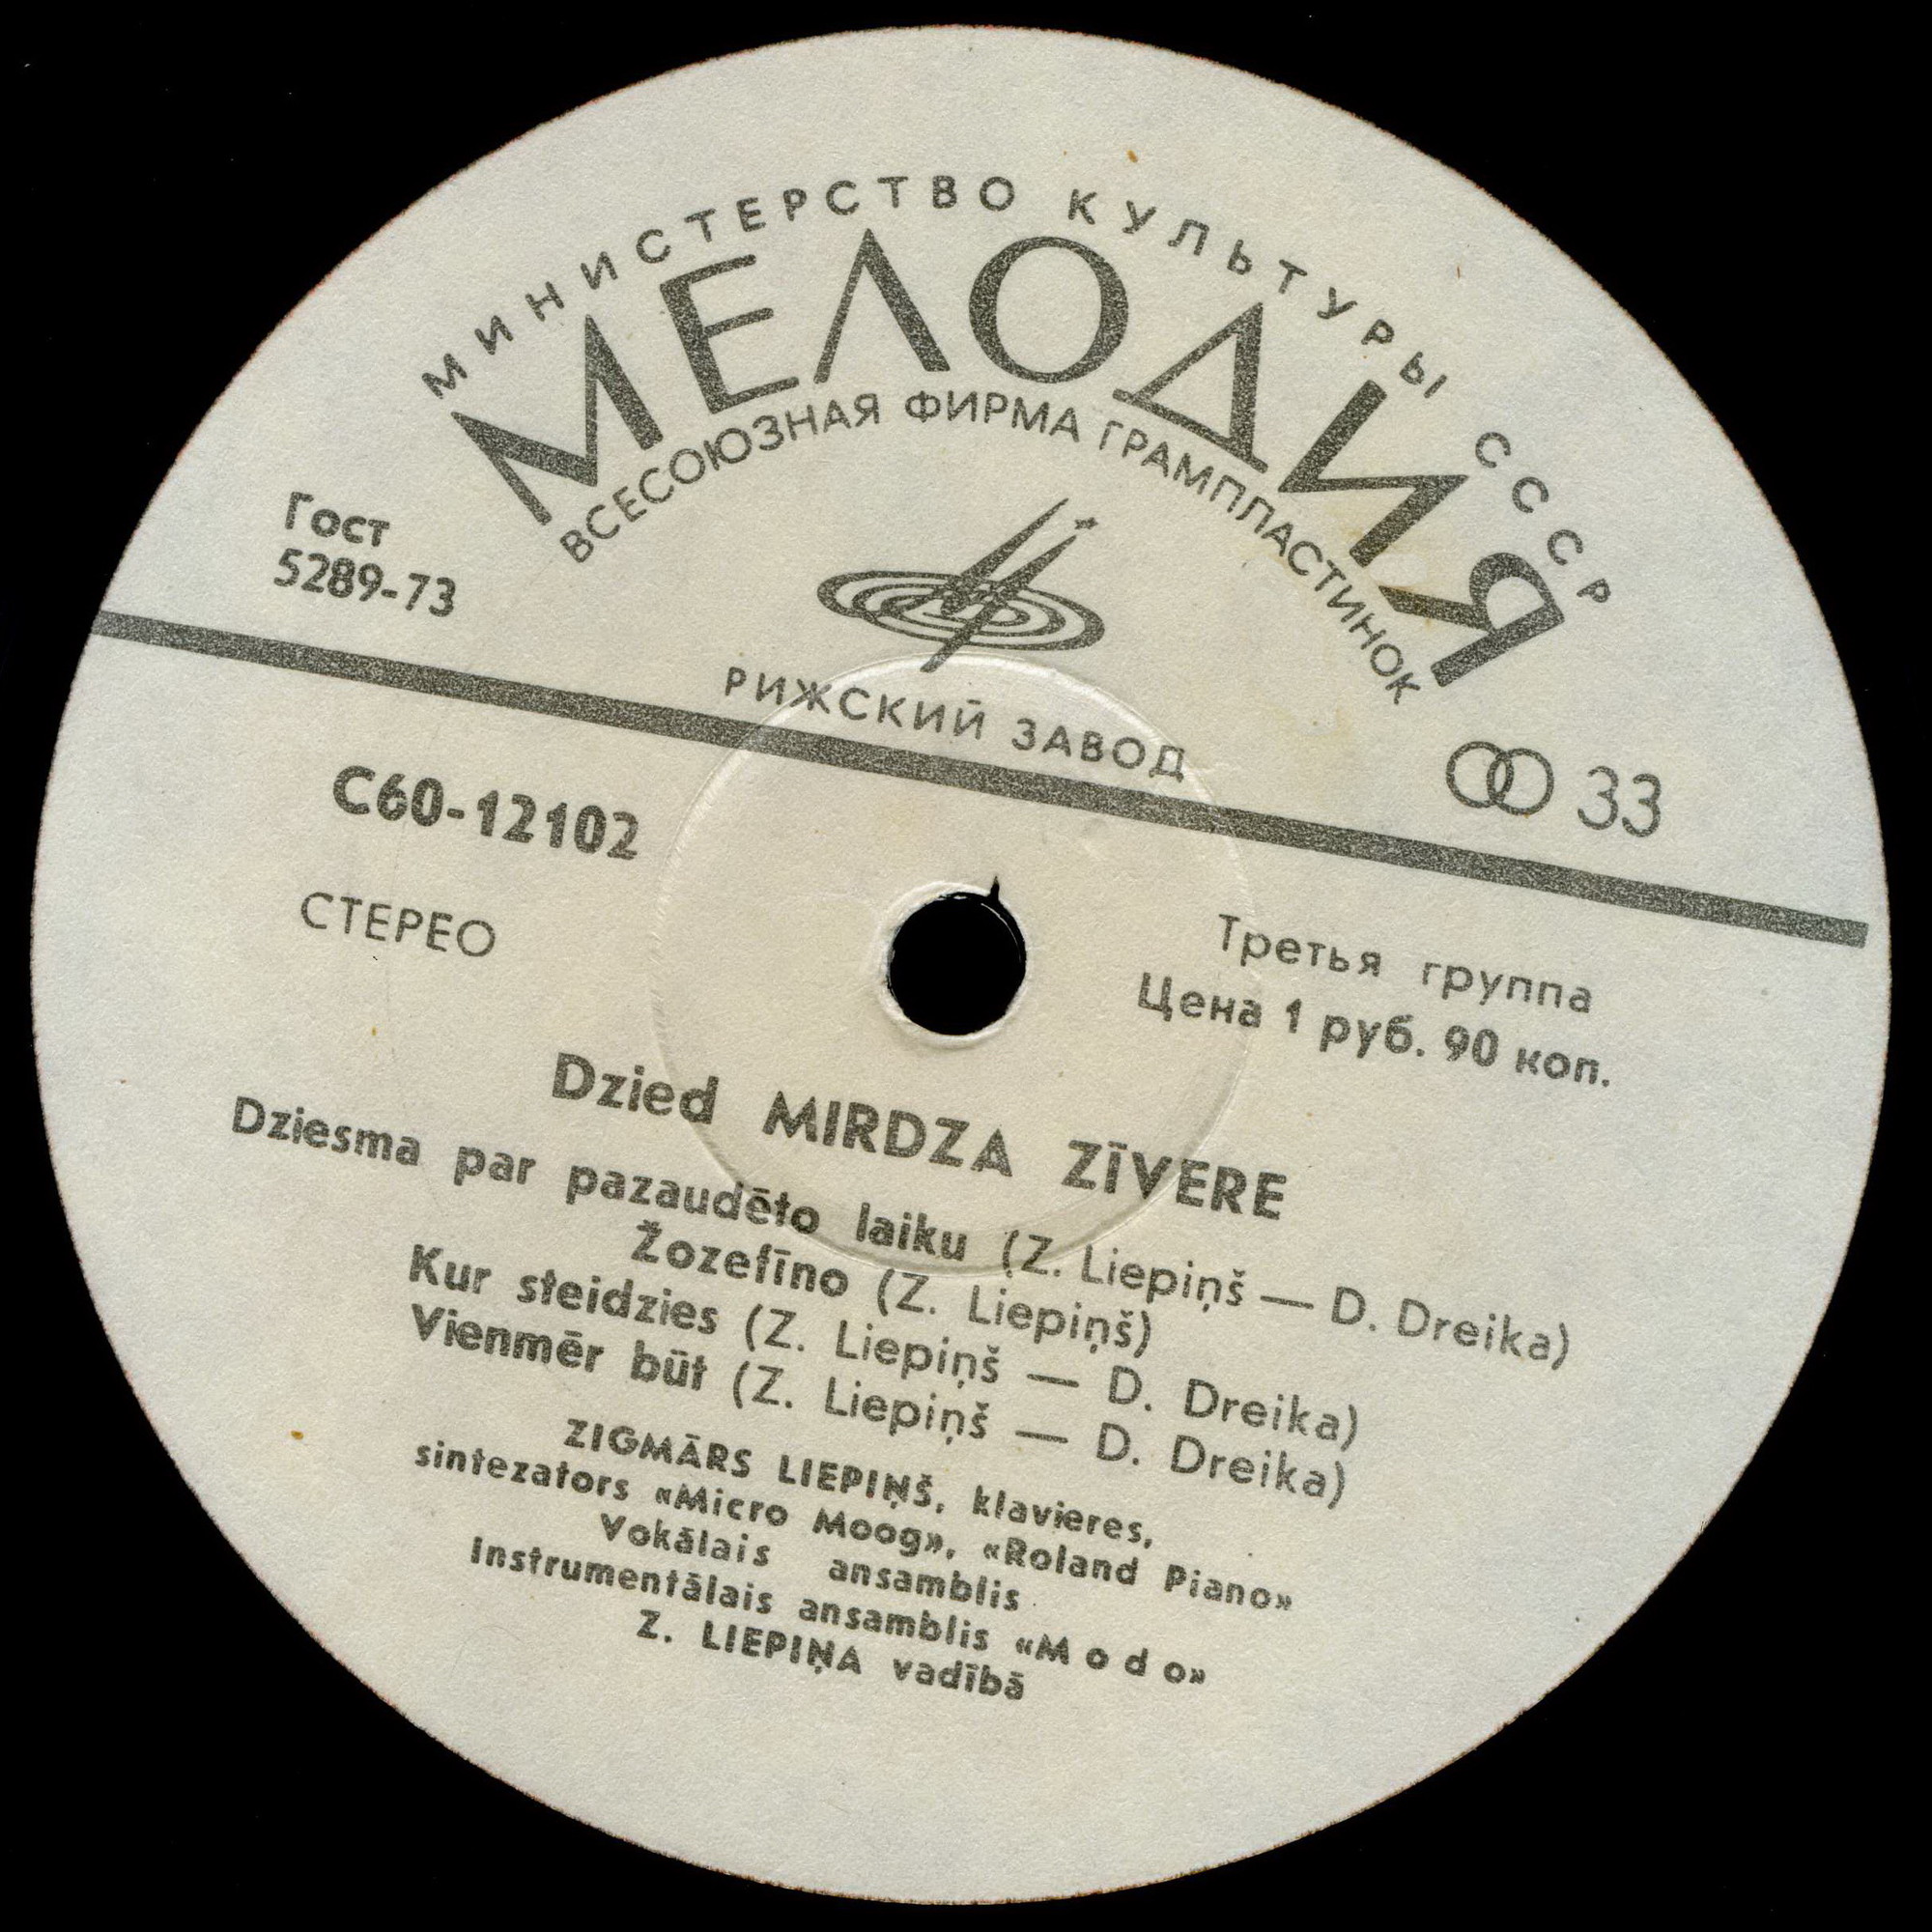 МИНИСТЕРСТВО КУЛЬТУРЫ СССР
МЕЛОДИЯ
ВСЕСОЮЗНАЯ ФИРМА ГРАМПЛАСТИНОК
Гост
5289-73
РИЖСКИЙ ЗАВОД
33
С60-12102
СТЕРЕО
Третья группа
Цена 1 руб. 90 коп.
Dzied MIRDZA ZĪVERE
Dziesma par pazaudēto laiku (Z. Liepiņš — D. Dreika)
Žozefīno (Z. Liepiņš)
Kur steidzies (Z. Liepiņš — D. Dreika)
Vienmēr būt (Z. Liepiņš — D. Dreika)
ZIGMĀRS LIEPIŅŠ, klavieres,
sintezators «Micro Moog», «Roland Piano»
Vokālais ansamblis
Instrumentālais ansamblis «Modo»
Z. LIEPIŅA vadībā